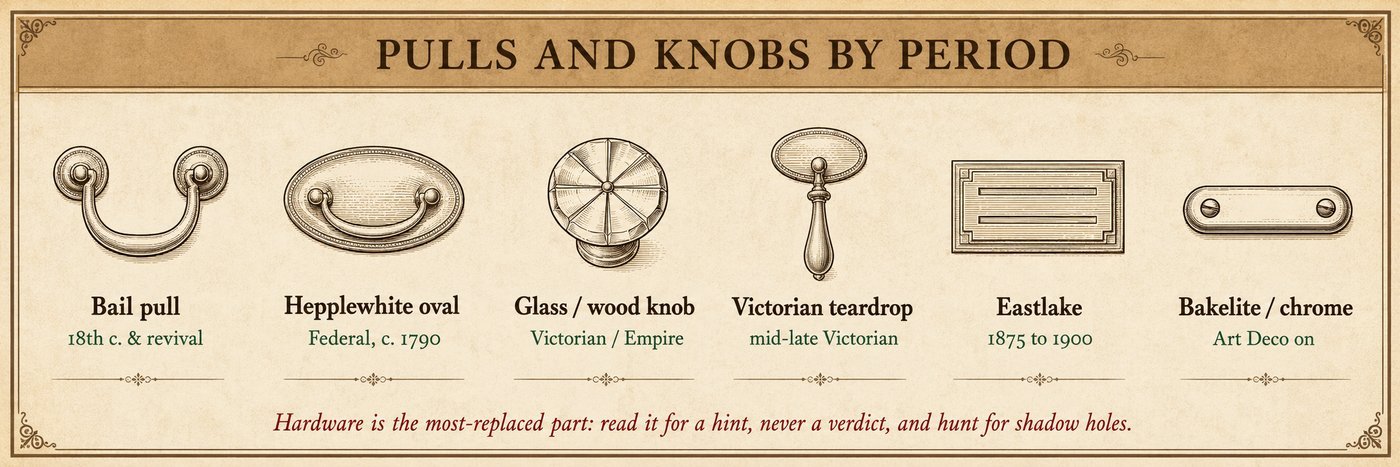 PULLS AND KNOBS BY PERIOD
Bail pull
18th c. & revival
Hepplewhite oval
Federal, c. 1790
Glass / wood knob
Victorian / Empire
Victorian teardrop
mid-late Victorian
Eastlake
1875 to 1900
Bakelite / chrome
Art Deco on
Hardware is the most-replaced part: read it for a hint, never a verdict, and hunt for shadow holes.